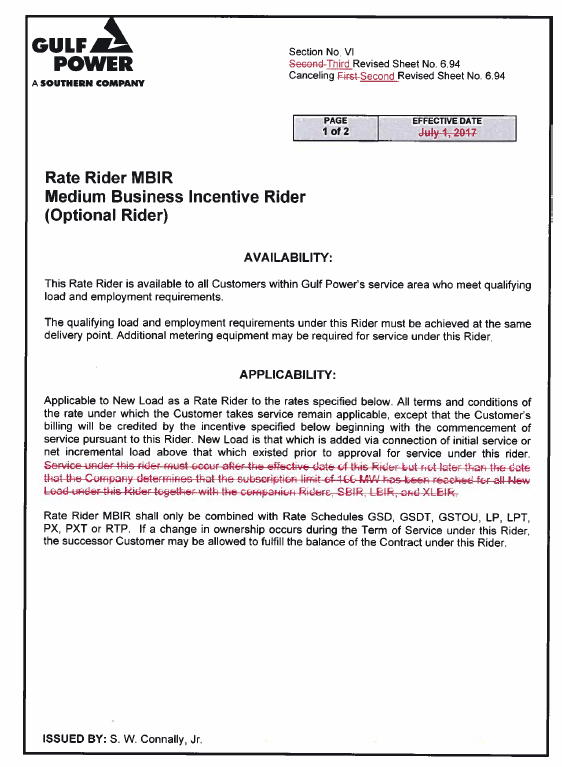 GULF
POWER
A SOUTHERN COMPANY
Section No. VI
Second Third Revised Sheet No. 6.94
Canceling First Second Revised Sheet No. 6.94
PAGE
EFFECTIVE DATE
1 of 2
July 1, 2017
Rate Rider MBIR
Medium Business Incentive Rider
(Optional Rider)
AVAILABILITY:
This Rate Rider is available to all Customers within Gulf Power's service area who meet qualifying
load and employment requirements.
The qualifying load and employment requirements under this Rider must be achieved at the same
delivery point. Additional metering equipment may be required for service under this Rider.
APPLICABILITY:
Applicable to New Load as a Rate Rider to the rates specified below. All terms and conditions of
the rate under which the Customer takes service remain applicable, except that the Customer's
billing will be credited by the incentive specified below beginning with the commencement of
service pursuant to this Rider. New Load is that which is added via connection of initial service or
net incremental load above that which existed prior to approval for service under this rider.
Service under this rider must occur after the effective date of this Rider but not later than the date
that the Company determines that the subscription limit of MW has been reached for all New
Load under this Rider together with the companion Riders, SBIR, LBIR, and XLBIR.
Rate Rider MBIR shall only be combined with Rate Schedules GSD, GSDT, GSTOU, LP, LPT,
PX, PXT or RTP. If a change in ownership occurs during the Term of Service under this Rider,
the successor Customer may be allowed to fulfill the balance of the Contract under this Rider.
ISSUED BY: S. W. Connally, Jr.